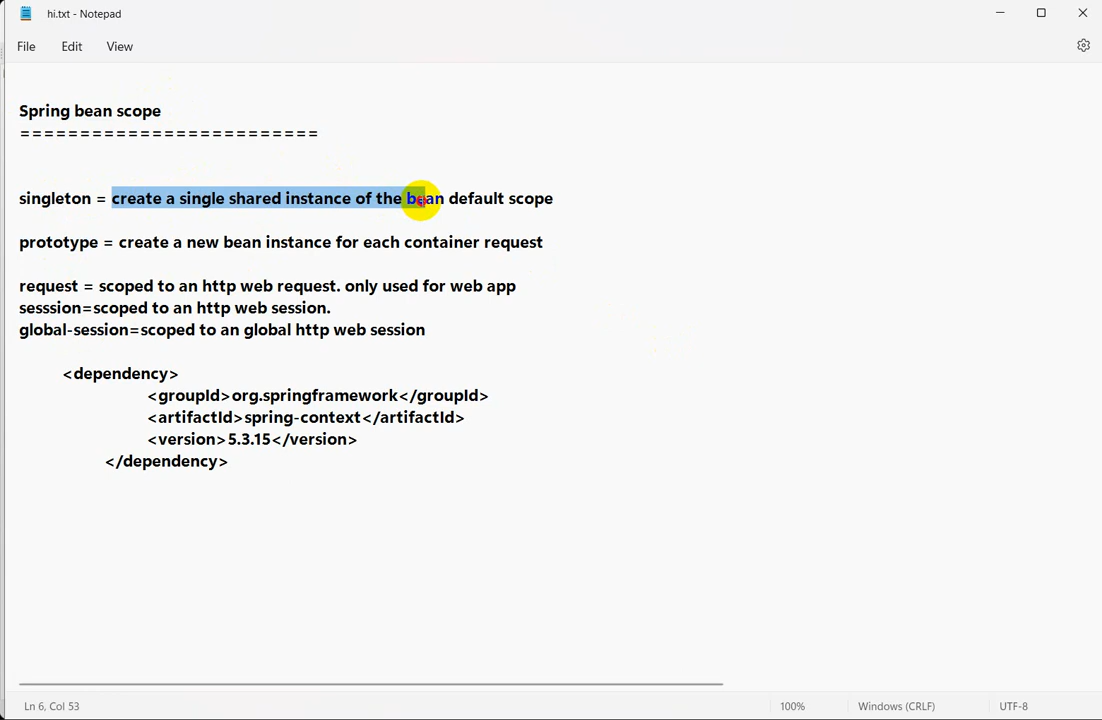 hi.txt - Notepad
File Edit View
Spring bean scope
=========================
singleton = create a single shared instance of the bean default scope
prototype = create a new bean instance for each container request
request = scoped to an http web request. only used for web app
sesssion=scoped to an http web session.
global-session=scoped to an global http web session
<dependency>
<groupId>org.springframework</groupId>
<artifactId>spring-context</artifactId>
<version>5.3.15</version>
</dependency>
Ln 6, Col 53 100% Windows (CRLF) UTF-8